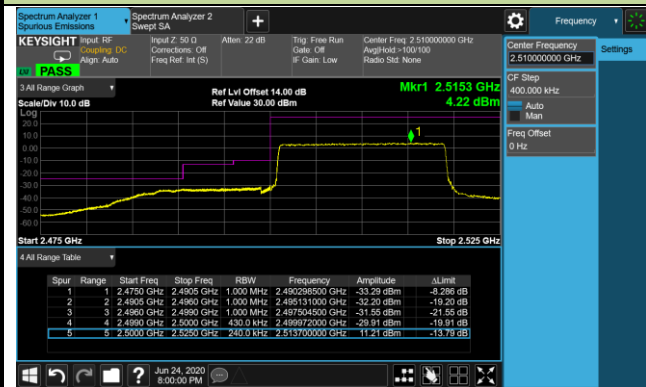 Spectrum Analyzer 1
Spurious Emissions
Spectrum Analyzer 2
Swept SA
Frequency
KEYSIGHT
Input: RF
Coupling: DC
Align: Auto
Input Z: 50 Ω
Corrections: Off
Freq Ref: Int (S)
Atten: 22 dB
Trig: Free Run
Gate: Off
IF Gain: Low
Center Freq: 2.510000000 GHz
Avg|Hold:>100/100
Radio Std: None
PASS
Center Frequency
2.510000000 GHz
Settings
CF Step
400.000 kHz
Auto
Man
Freq Offset
0 Hz
3 All Range Graph
Scale/Div 10.0 dB
Ref Lvl Offset 14.00 dB
Ref Value 30.00 dBm
Mkr1 2.5153 GHz
4.22 dBm
Log
20.0
10.0
0.00
-10.0
-20.0
-30.0
-40.0
-50.0
-60.0
1
Start 2.475 GHz
Stop 2.525 GHz
4 All Range Table
Spur Range Start Freq Stop Freq RBW Frequency Amplitude ΔLimit
1 1 2.4750 GHz 2.4905 GHz 1.000 MHz 2.490298500 GHz -33.29 dBm -8.286 dB
2 2 2.4905 GHz 2.4960 GHz 1.000 MHz 2.495131000 GHz -32.20 dBm -19.20 dB
3 3 2.4960 GHz 2.4990 GHz 1.000 MHz 2.497504500 GHz -31.55 dBm -21.55 dB
4 4 2.4990 GHz 2.5000 GHz 430.0 kHz 2.499972000 GHz -29.91 dBm -19.91 dB
5 5 2.5000 GHz 2.5250 GHz 240.0 kHz 2.513700000 GHz 11.21 dBm -13.79 dB
Jun 24, 2020
8:00:00 PM